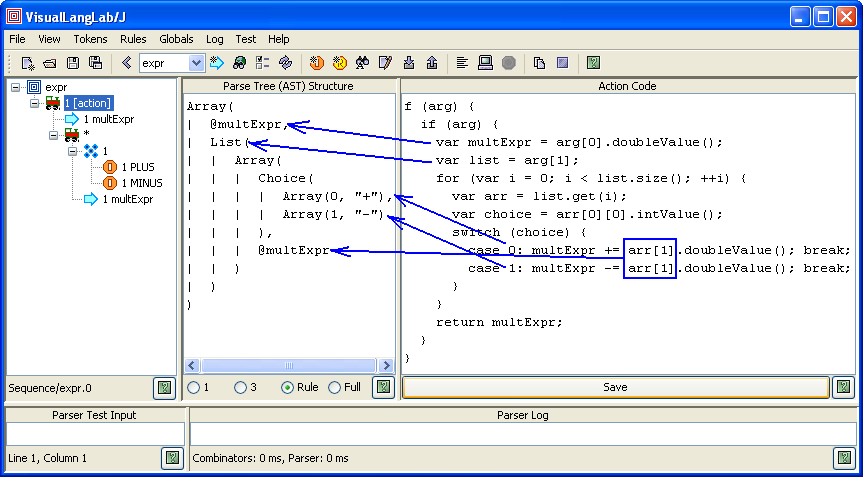 VisualLangLab/J
File View Tokens Rules Globals Log Test Help
expr
expr
1 [action]
1 multExpr
*
1
1 PLUS
1 MINUS
1 multExpr
Sequence/expr.0
Parse Tree (AST) Structure
Array(
|   @multExpr,
|   List(
|   |   Array(
|   |   |   Choice(
|   |   |   |   Array(0, "+"),
|   |   |   |   Array(1, "-")
|   |   |   ),
|   |   |   @multExpr
|   |   )
|   )
)
1 3 Rule Full
Action Code
f (arg) {
  if (arg) {
    var multExpr = arg[0].doubleValue();
    var list = arg[1];
    for (var i = 0; i < list.size(); ++i) {
      var arr = list.get(i);
      var choice = arr[0][0].intValue();
      switch (choice) {
        case 0: multExpr += arr[1].doubleValue(); break;
        case 1: multExpr -= arr[1].doubleValue(); break;
      }
    }
    return multExpr;
  }
}
Save
Parser Test Input
Line 1, Column 1
Parser Log
Combinators: 0 ms, Parser: 0 ms